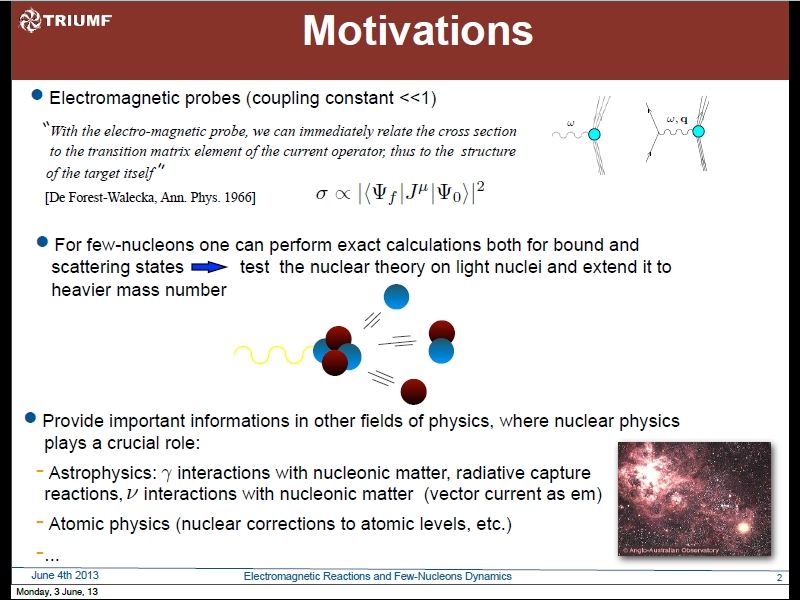 TRIUMF
Motivations
Electromagnetic probes (coupling constant <<1)
“With the electro-magnetic probe, we can immediately relate the cross section
to the transition matrix element of the current operator, thus to the structure
of the target itself”
[De Forest-Walecka, Ann. Phys. 1966]
σ ∝ |⟨Ψf|Jμ|Ψ0⟩|2
ω
ω, q
For few-nucleons one can perform exact calculations both for bound and
scattering states test the nuclear theory on light nuclei and extend it to
heavier mass number
Provide important informations in other fields of physics, where nuclear physics
plays a crucial role:
- Astrophysics: γ interactions with nucleonic matter, radiative capture
reactions, ν interactions with nucleonic matter (vector current as em)
- Atomic physics (nuclear corrections to atomic levels, etc.)
-...
© Anglo-Australian Observatory
June 4th 2013
Electromagnetic Reactions and Few-Nucleons Dynamics
2
Monday, 3 June, 13